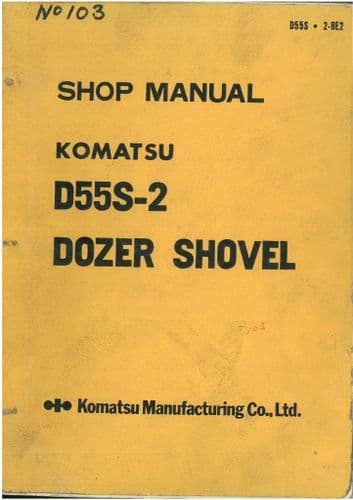 No 103
D55S • 2-BE2
SHOP MANUAL
KOMATSU
D55S-2
DOZER SHOVEL
Komatsu Manufacturing Co., Ltd.